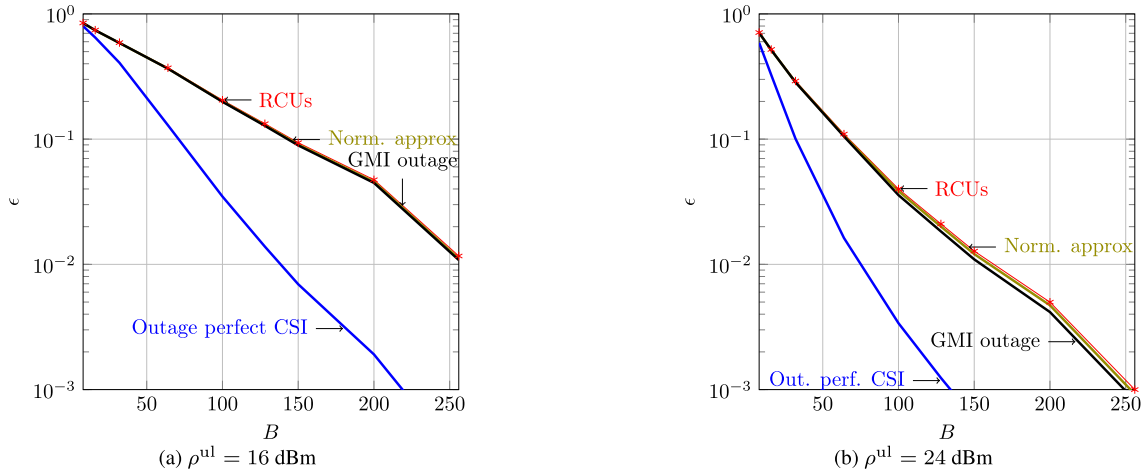 10^0
10^-1
10^-2
10^-3
ϵ
50 100 150 200 250
B
RCUs
Norm. approx
GMI outage
Outage perfect CSI
(a) ρ^ul = 16 dBm
10^0
10^-1
10^-2
10^-3
ϵ
50 100 150 200 250
B
RCUs
Norm. approx
GMI outage
Out. perf. CSI
(b) ρ^ul = 24 dBm